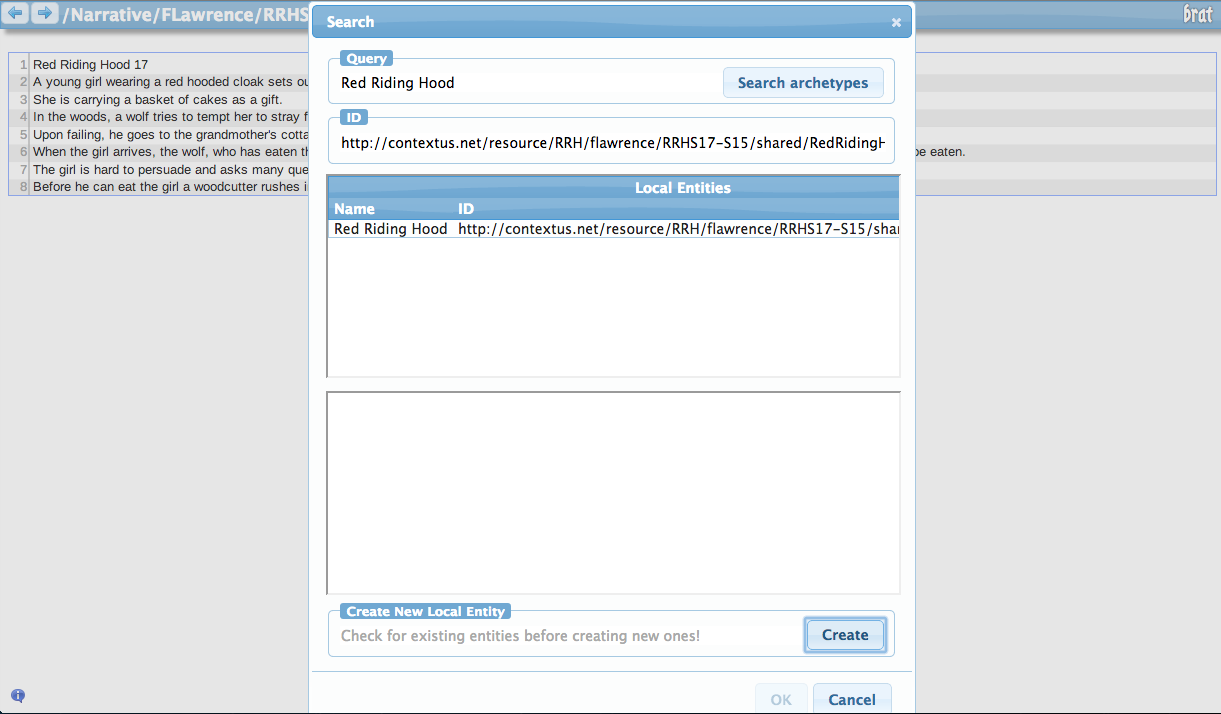 /Narrative/FLawrence/RRHS
brat
Search
Query
Red Riding Hood
Search archetypes
ID
http://contextus.net/resource/RRH/flawrence/RRHS17-S15/shared/RedRidingH
Local Entities
Name ID
Red Riding Hood http://contextus.net/resource/RRH/flawrence/RRHS17-S15/shar
Create New Local Entity
Check for existing entities before creating new ones!
Create
OK
Cancel
1 Red Riding Hood 17
2 A young girl wearing a red hooded cloak sets ou
3 She is carrying a basket of cakes as a gift.
4 In the woods, a wolf tries to tempt her to stray f
5 Upon failing, he goes to the grandmother's cotta
6 When the girl arrives, the wolf, who has eaten th be eaten.
7 The girl is hard to persuade and asks many que
8 Before he can eat the girl a woodcutter rushes i